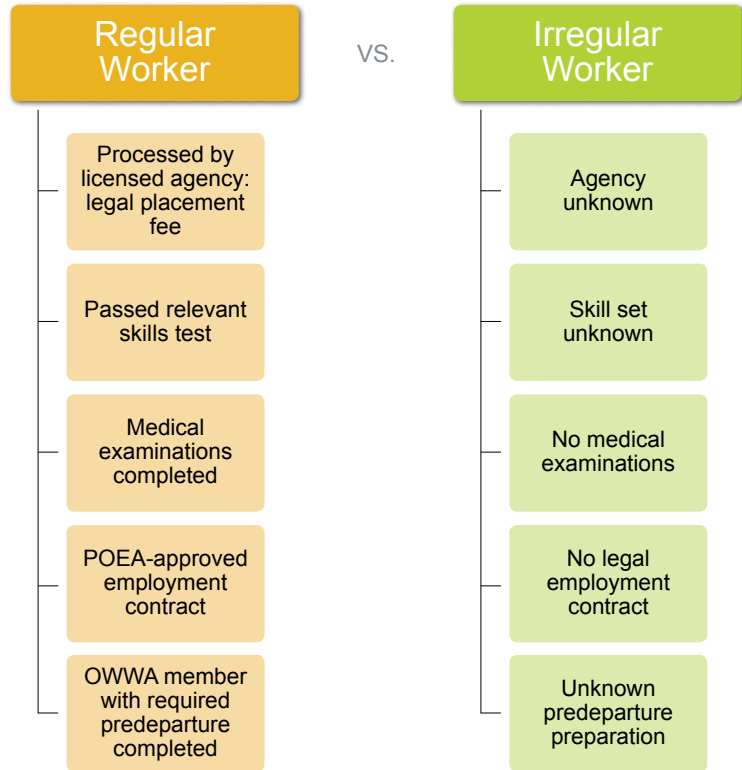 Regular
Worker
VS.
Irregular
Worker
Processed by
licensed agency:
legal placement
fee
Agency
unknown
Passed relevant
skills test
Skill set
unknown
Medical
examinations
completed
No medical
examinations
POEA-approved
employment
contract
No legal
employment
contract
OWWA member
with required
predeparture
completed
Unknown
predeparture
preparation